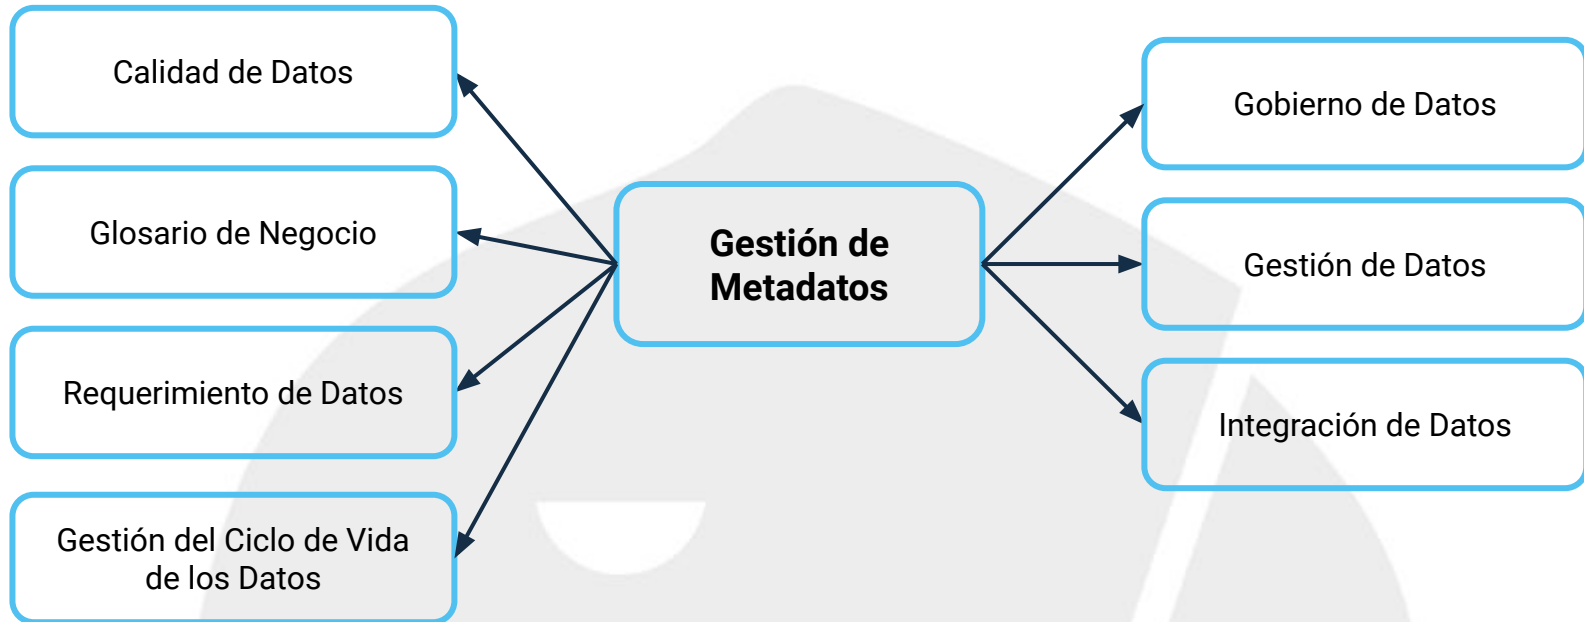 Calidad de Datos
Glosario de Negocio
Requerimiento de Datos
Gestión del Ciclo de Vida
de los Datos
Gestión de
Metadatos
Gobierno de Datos
Gestión de Datos
Integración de Datos